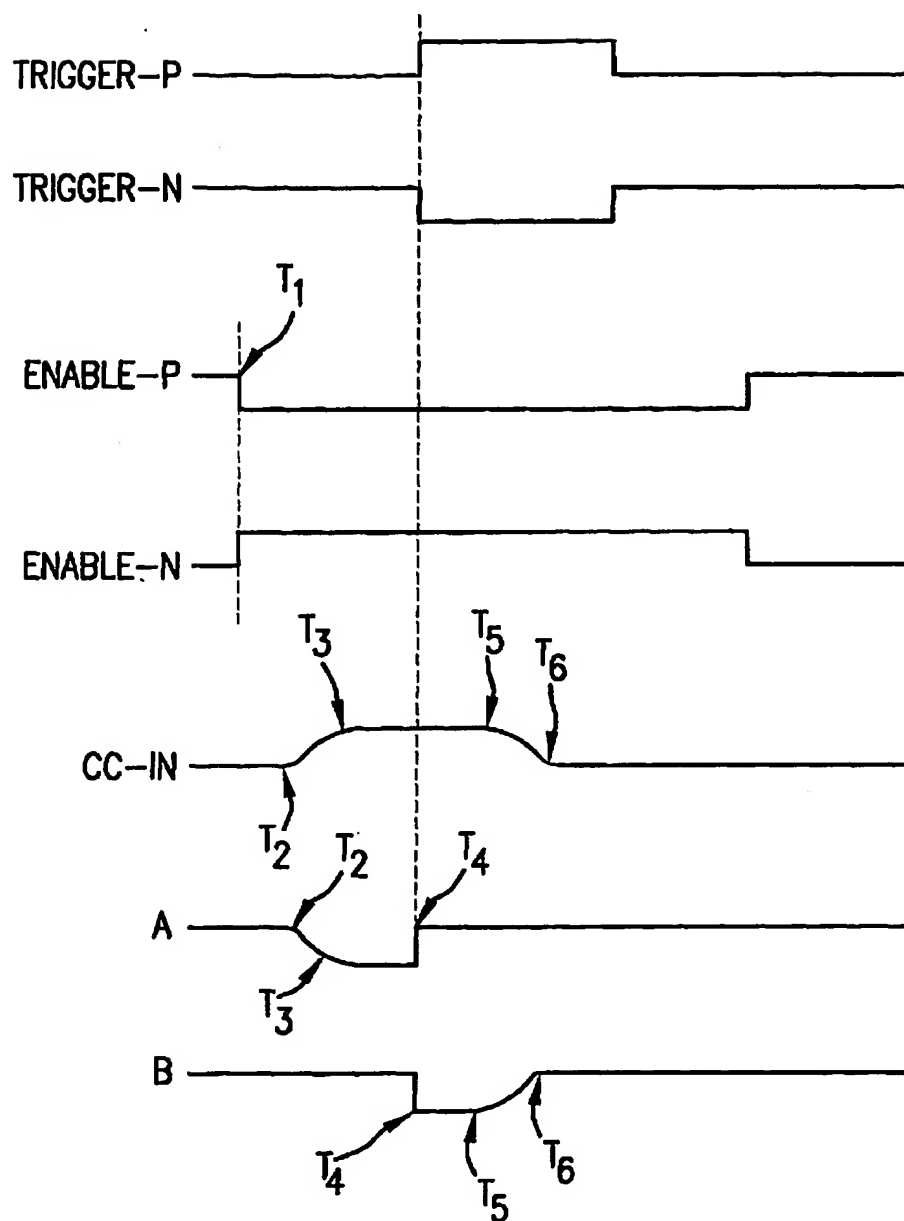 TRIGGER-P
TRIGGER-N
T1
ENABLE-P
ENABLE-N
T3
T5
T6
CC-IN
T2
T2
T4
A
T3
B
T4
T5
T6